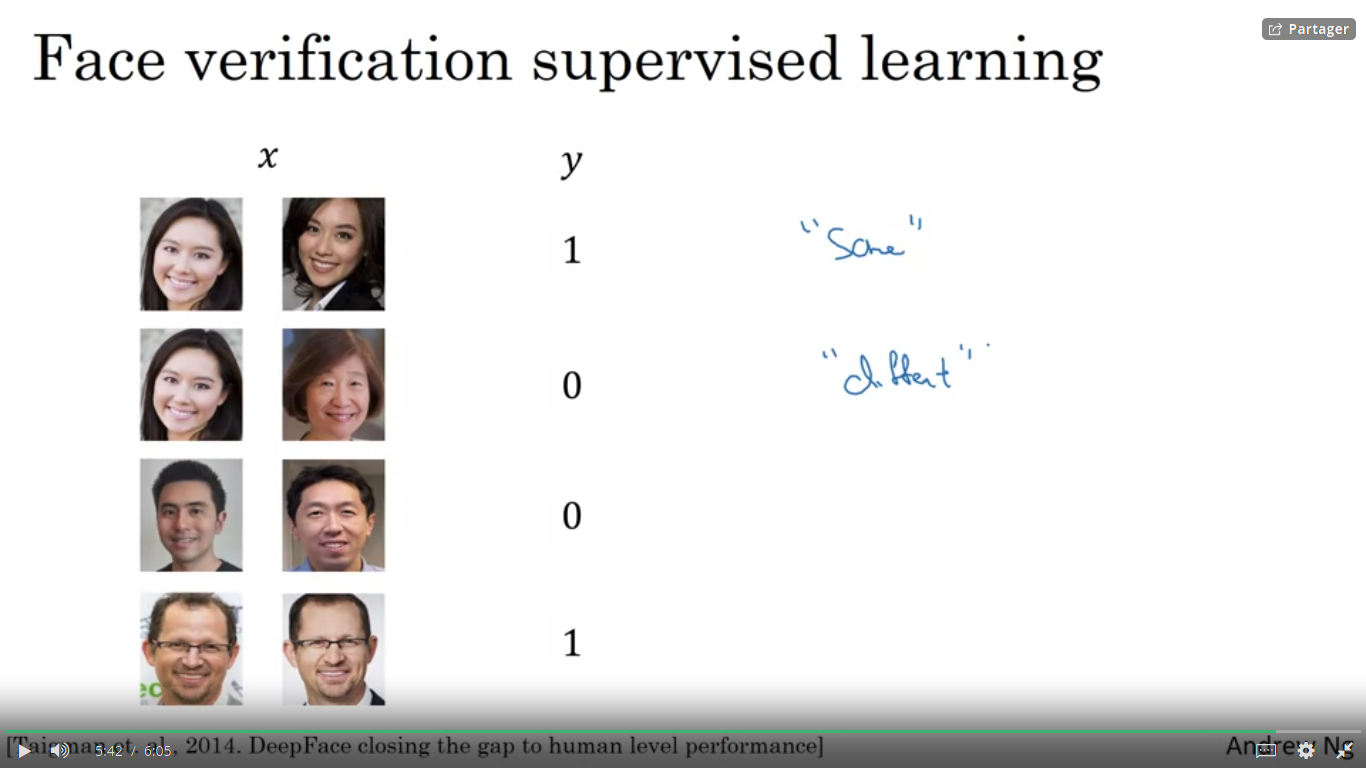 Partager
Face verification supervised learning
x y
1
"Same"
0
"different"
0
1
[Taigman et. al., 2014. DeepFace closing the gap to human level performance]
Andrew Ng
5:42 / 6:05